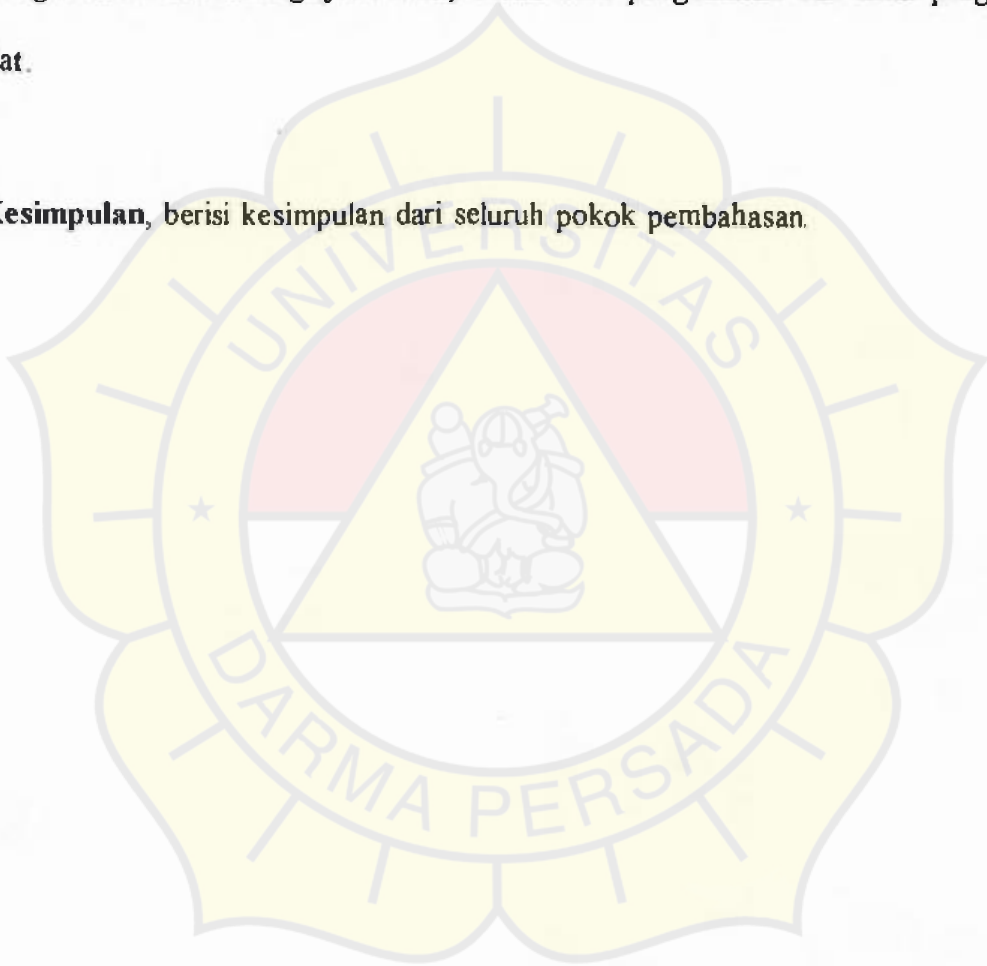 at.
Kesimpulan, berisi kesimpulan dari seluruh pokok pembahasan.
UNIVERSITAS
DARMA PERSADA